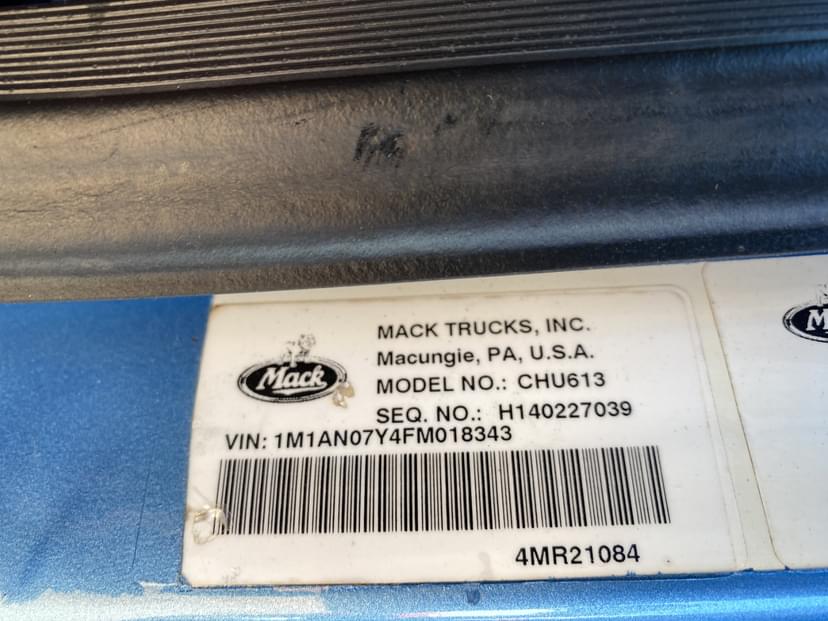 Mack
MACK TRUCKS, INC.
Macungie, PA, U.S.A.
MODEL NO.: CHU613
SEQ. NO.: H140227039
VIN: 1M1AN07Y4FM018343
4MR21084